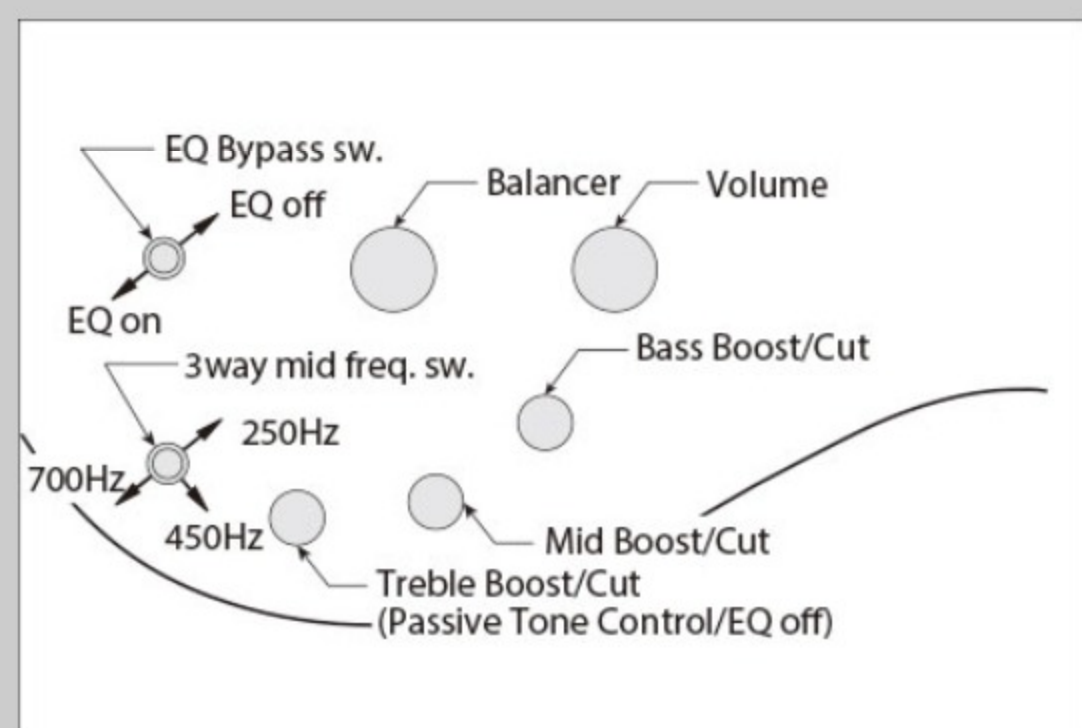 EQ Bypass sw.
EQ off
EQ on
Balancer
Volume
Bass Boost/Cut
3way mid freq. sw.
250Hz
700Hz
450Hz
Mid Boost/Cut
Treble Boost/Cut
(Passive Tone Control/EQ off)